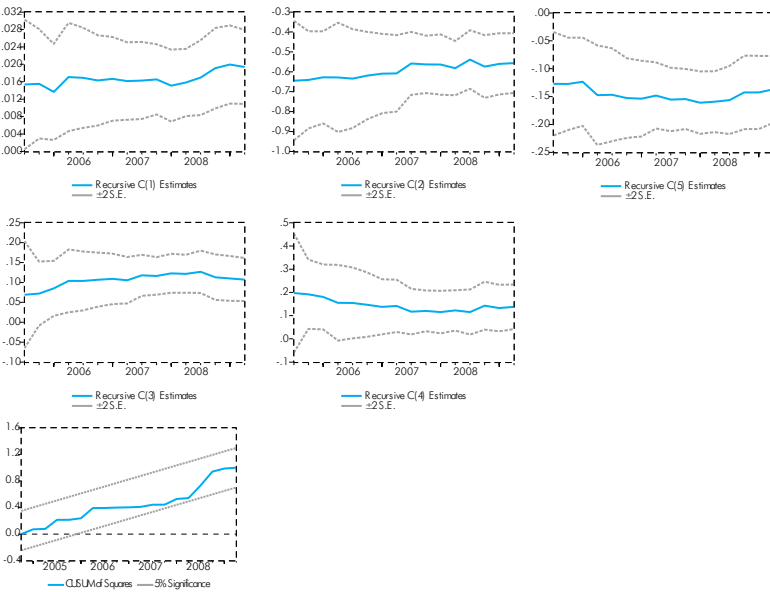 .032
.028
.024
.020
.016
.012
.008
.004
.000
2006 2007 2008
Recursive C(1) Estimates
±2 S.E.
-0.3
-0.4
-0.5
-0.6
-0.7
-0.8
-0.9
-1.0
2006 2007 2008
Recursive C(2) Estimates
±2 S.E.
.00
-.05
-.10
-.15
-.20
-.25
2006 2007 2008
Recursive C(5) Estimates
±2 S.E.
.25
.20
.15
.10
.05
.00
-.05
-.10
2006 2007 2008
Recursive C(3) Estimates
±2 S.E.
.5
.4
.3
.2
.1
.0
-.1
2006 2007 2008
Recursive C(4) Estimates
±2 S.E.
1.6
1.2
0.8
0.4
0.0
-0.4
2005 2006 2007 2008
CUSUM of Squares 5% Significance